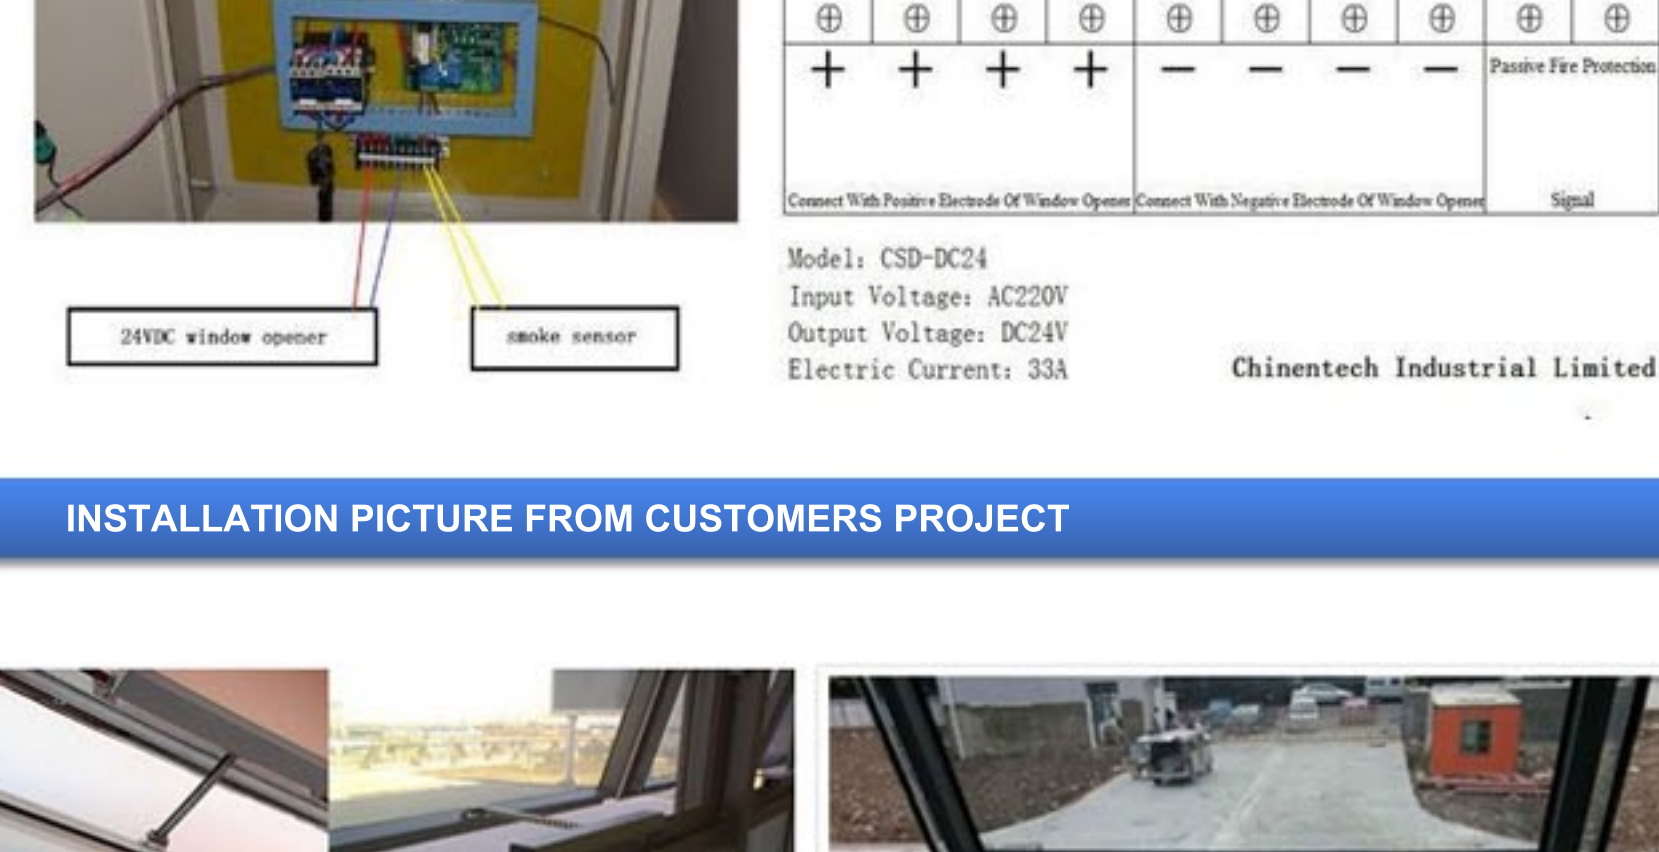 + + + + — — — — Passive Fire Protection
Connect With Positive Electrode Of Window Opener Connect With Negative Electrode Of Window Opener Signal
24VDC window opener
smoke sensor
Model: CSD-DC24
Input Voltage: AC220V
Output Voltage: DC24V
Electric Current: 33A
Chinentech Industrial Limited
INSTALLATION PICTURE FROM CUSTOMERS PROJECT